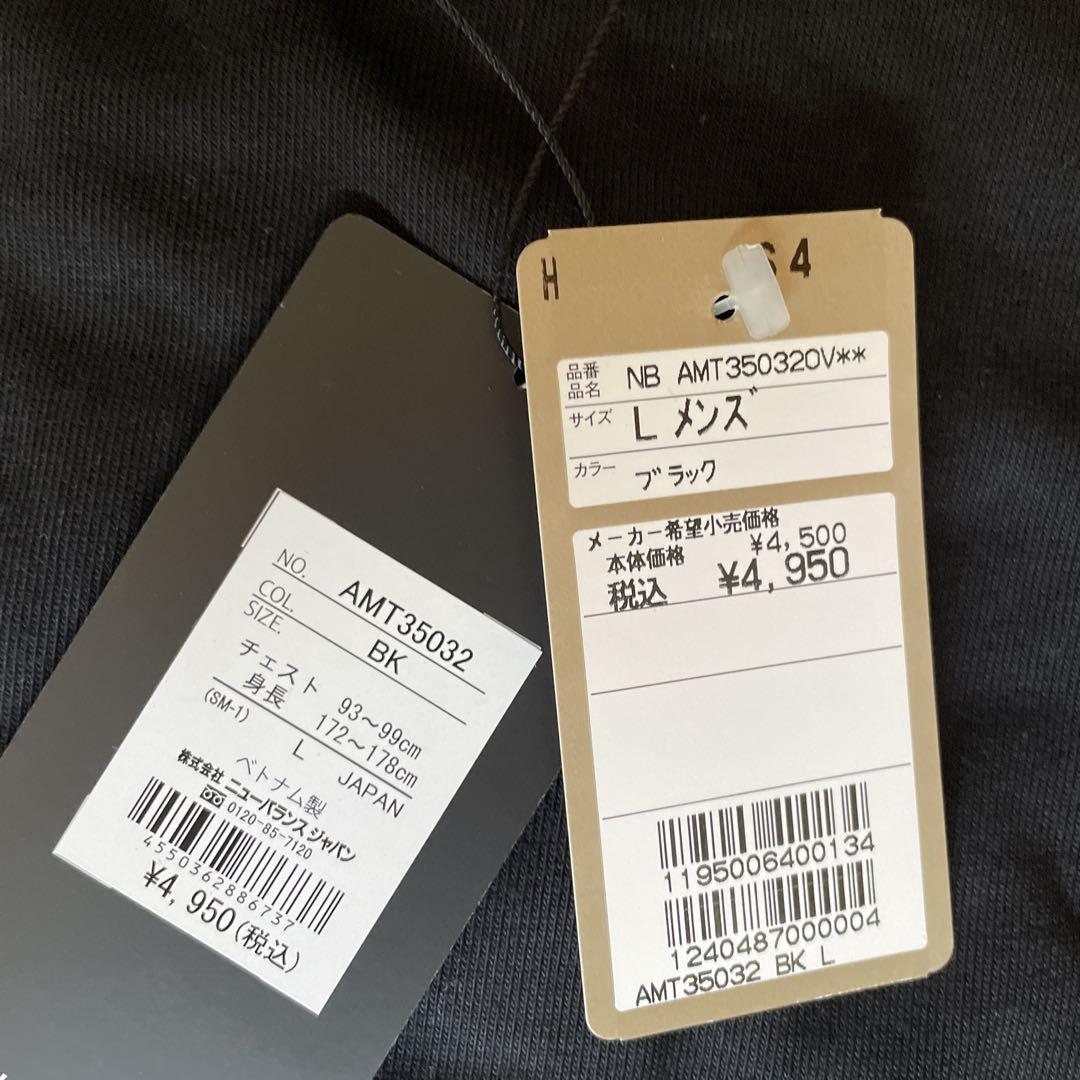 NO. AMT35032
COL. BK
SIZE.
チェスト 93～99cm
身長 172～178cm
(SM-1) L JAPAN
ベトナム製
株式会社 ニューバランス ジャパン
0120-85-7120
4550362886737
¥4,950(税込)
H S4
品番 NB AMT350320V**
品名
サイズ L メンズ
カラー ブラック
メーカー希望小売価格
本体価格 ¥4,500
税込 ¥4,950
1195006400134
1240487000004
AMT35032 BK L